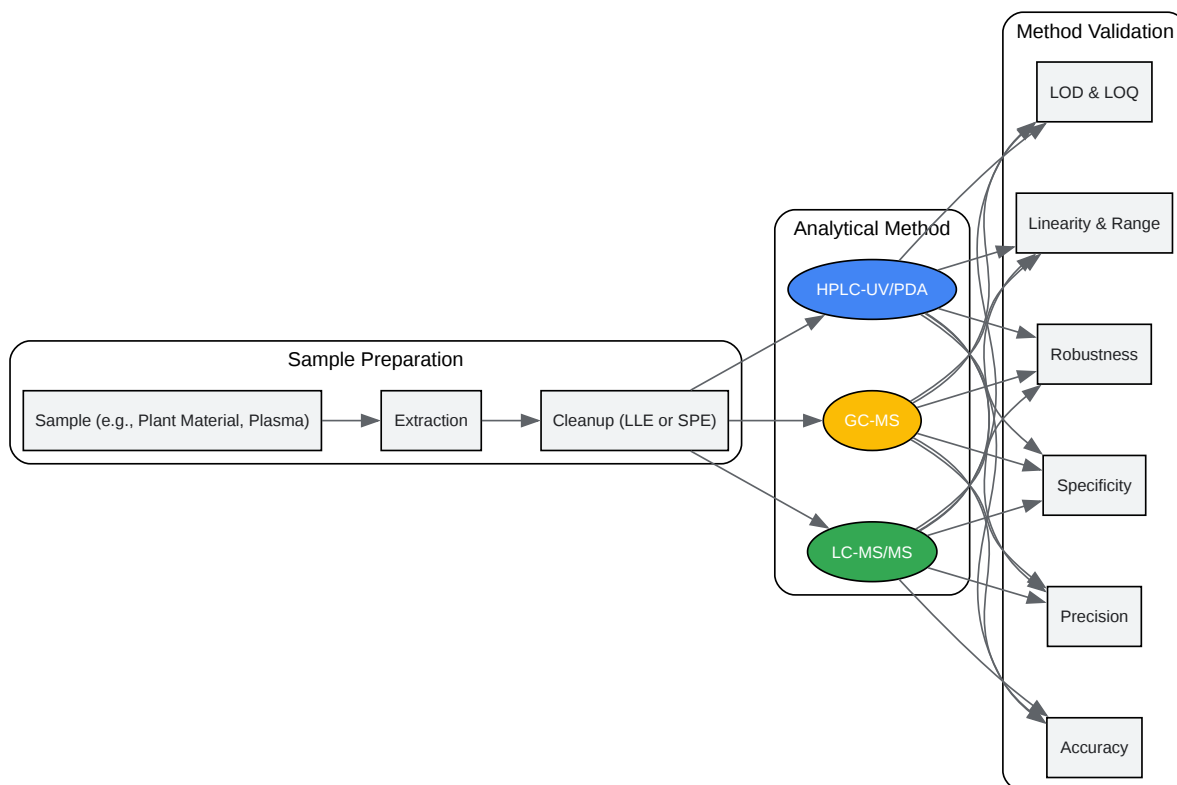 Sample Preparation
Sample (e.g., Plant Material, Plasma)
Extraction
Cleanup (LLE or SPE)
Analytical Method
HPLC-UV/PDA
GC-MS
LC-MS/MS
Method Validation
LOD & LOQ
Linearity & Range
Robustness
Specificity
Precision
Accuracy